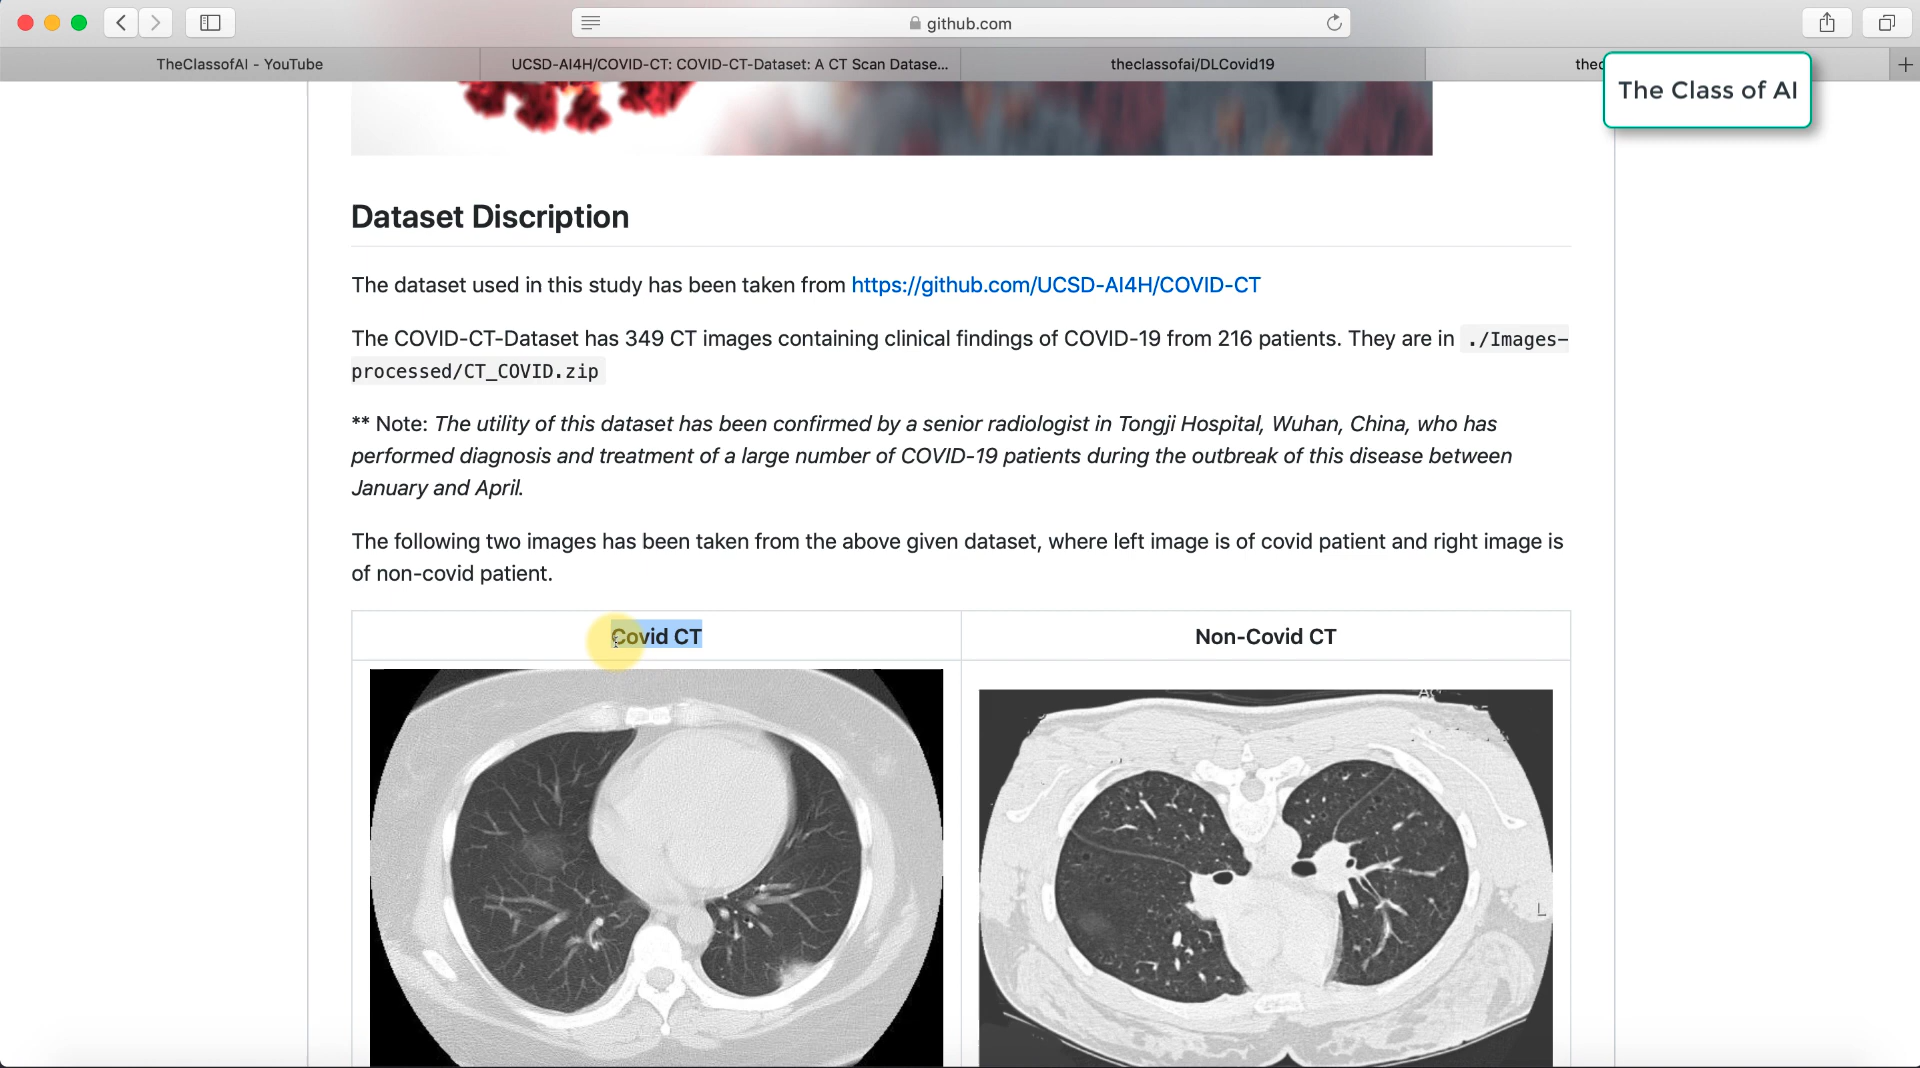 github.com
TheClassofAI - YouTube
UCSD-AI4H/COVID-CT: COVID-CT-Dataset: A CT Scan Datase...
theclassofai/DLCovid19
thec
The Class of AI
Dataset Discription
The dataset used in this study has been taken from https://github.com/UCSD-AI4H/COVID-CT
The COVID-CT-Dataset has 349 CT images containing clinical findings of COVID-19 from 216 patients. They are in ./Images-
processed/CT_COVID.zip
** Note: The utility of this dataset has been confirmed by a senior radiologist in Tongji Hospital, Wuhan, China, who has
performed diagnosis and treatment of a large number of COVID-19 patients during the outbreak of this disease between
January and April.
The following two images has been taken from the above given dataset, where left image is of covid patient and right image is
of non-covid patient.
Covid CT
Non-Covid CT
L